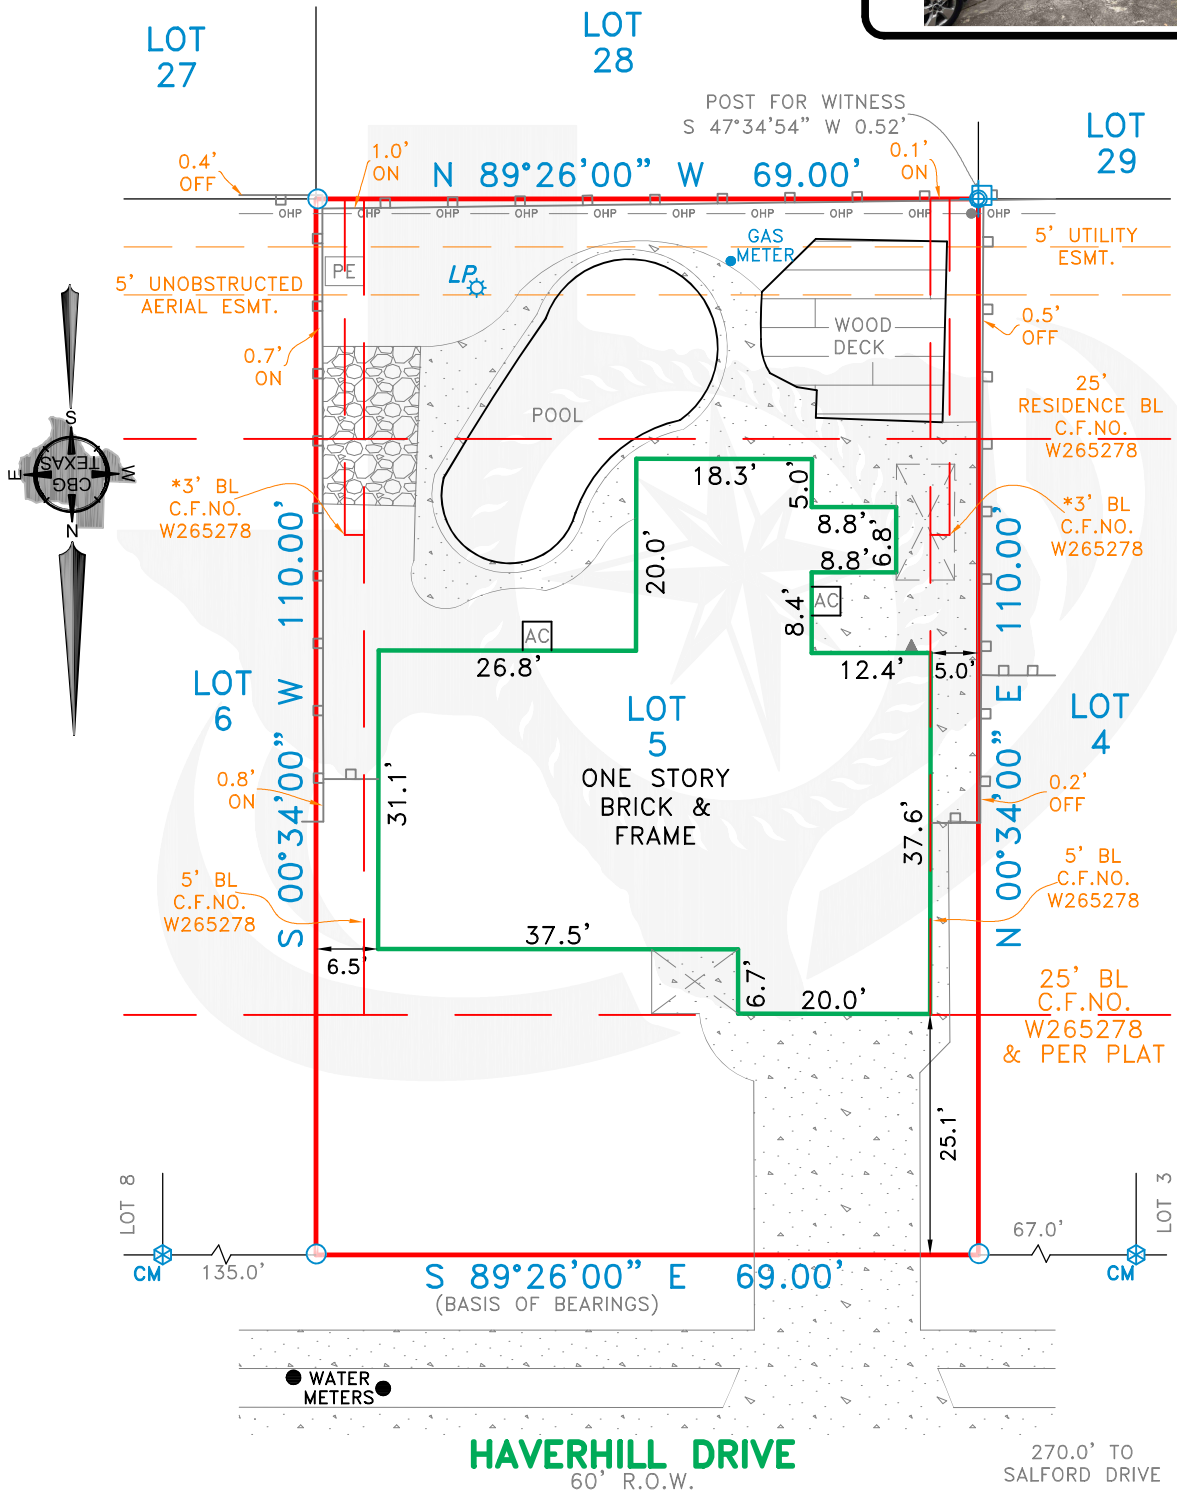 LOT
27
LOT
28
POST FOR WITNESS
S 47°34'54" W 0.52'
LOT
29
0.4'
OFF
1.0'
ON
N 89°26'00" W 69.00'
0.1'
ON
OHP
OHP
OHP
OHP
OHP
OHP
OHP
OHP
OHP
OHP
GAS
METER
5' UTILITY
ESMT.
PE
LP
5' UNOBSTRUCTED
AERIAL ESMT.
WOOD
DECK
0.5'
OFF
0.7'
ON
POOL
25'
RESIDENCE BL
C.F.NO.
W265278
S
E
W
N
CBG
TEXAS
*3' BL
C.F.NO.
W265278
18.3'
5.0'
8.8'
6.8'
8.8'
*3' BL
C.F.NO.
W265278
20.0'
8.4'
AC
AC
26.8'
12.4'
5.0'
S 00°34'00" W 110.00'
N 00°34'00" E 110.00'
LOT
6
LOT
5
ONE STORY
BRICK &
FRAME
LOT
4
0.8'
ON
31.1'
37.6'
0.2'
OFF
5' BL
C.F.NO.
W265278
5' BL
C.F.NO.
W265278
37.5'
6.5'
6.7'
20.0'
25' BL
C.F.NO.
W265278
& PER PLAT
25.1'
LOT 8
LOT 3
CM
135.0'
67.0'
CM
S 89°26'00" E 69.00'
(BASIS OF BEARINGS)
WATER
METERS
HAVERHILL DRIVE
60' R.O.W.
270.0' TO
SALFORD DRIVE